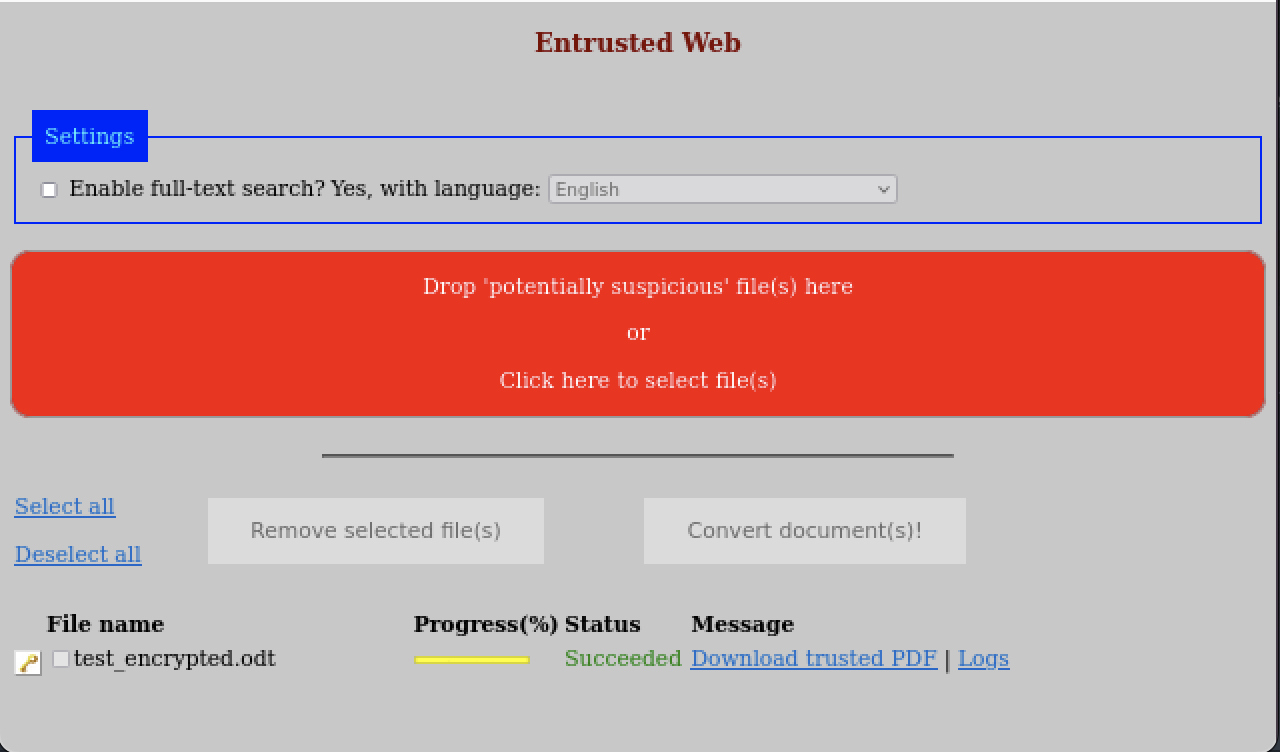 Entrusted Web
Settings
Enable full-text search? Yes, with language: English
Drop 'potentially suspicious' file(s) here
or
Click here to select file(s)
Select all
Deselect all
Remove selected file(s)
Convert document(s)!
File name Progress(%) Status Message
test_encrypted.odt Succeeded Download trusted PDF | Logs